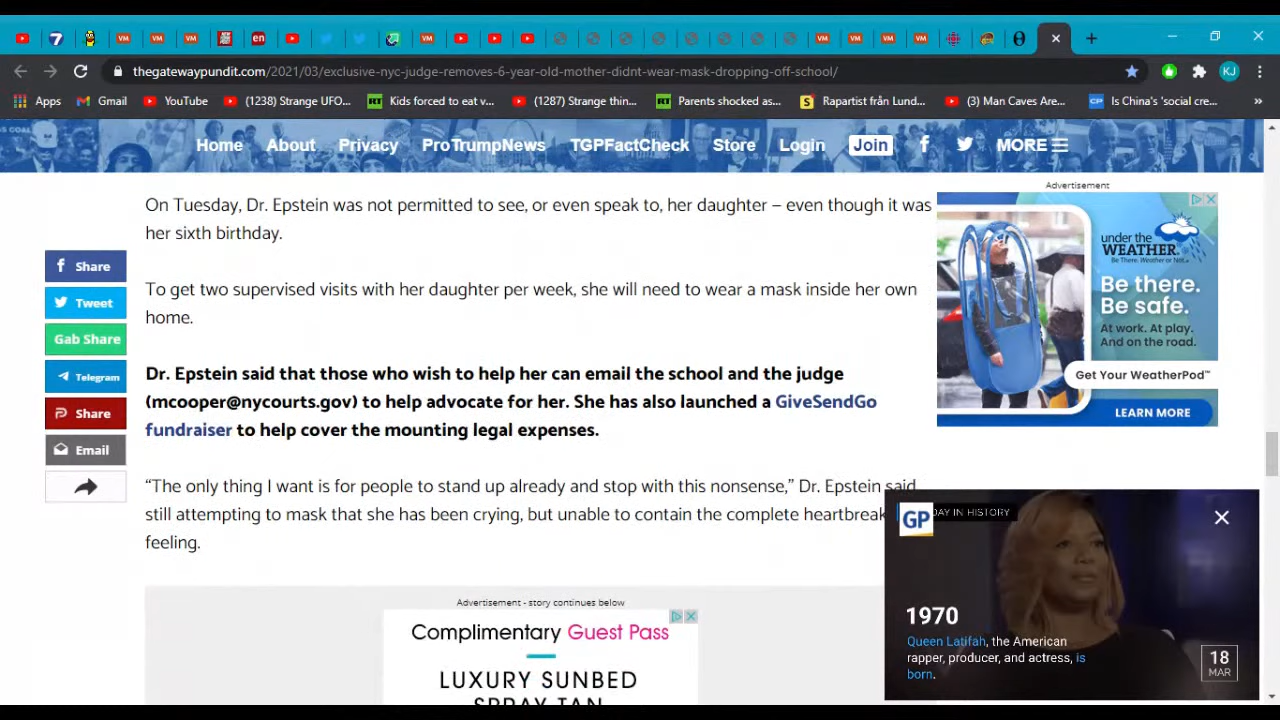 thegatewaypundit.com/2021/03/exclusive-nyc-judge-removes-6-year-old-mother-didnt-wear-mask-dropping-off-school/
KJ
Apps
Gmail
YouTube
(1238) Strange UFO...
Kids forced to eat v...
(1287) Strange thin...
Parents shocked as...
Rapartist från Lund...
(3) Man Caves Are...
Is China's 'social cre...
»
Home
About
Privacy
ProTrumpNews
TGPFactCheck
Store
Login
Join
MORE
On Tuesday, Dr. Epstein was not permitted to see, or even speak to, her daughter – even though it was
her sixth birthday.
To get two supervised visits with her daughter per week, she will need to wear a mask inside her own
home.
Dr. Epstein said that those who wish to help her can email the school and the judge
(mcooper@nycourts.gov) to help advocate for her. She has also launched a GiveSendGo
fundraiser to help cover the mounting legal expenses.
“The only thing I want is for people to stand up already and stop with this nonsense,” Dr. Epstein said,
still attempting to mask that she has been crying, but unable to contain the complete heartbreak
feeling.
Share
Tweet
Gab Share
Telegram
Share
Email
Advertisement
under the
WEATHER
Be There. Weather or Not.
Be there.
Be safe.
At work. At play.
And on the road.
Get Your WeatherPod™
LEARN MORE
Advertisement - story continues below
Complimentary Guest Pass
LUXURY SUNBED
SPRAY TAN
GP
DAY IN HISTORY
1970
Queen Latifah, the American
rapper, producer, and actress, is
born.
18
MAR